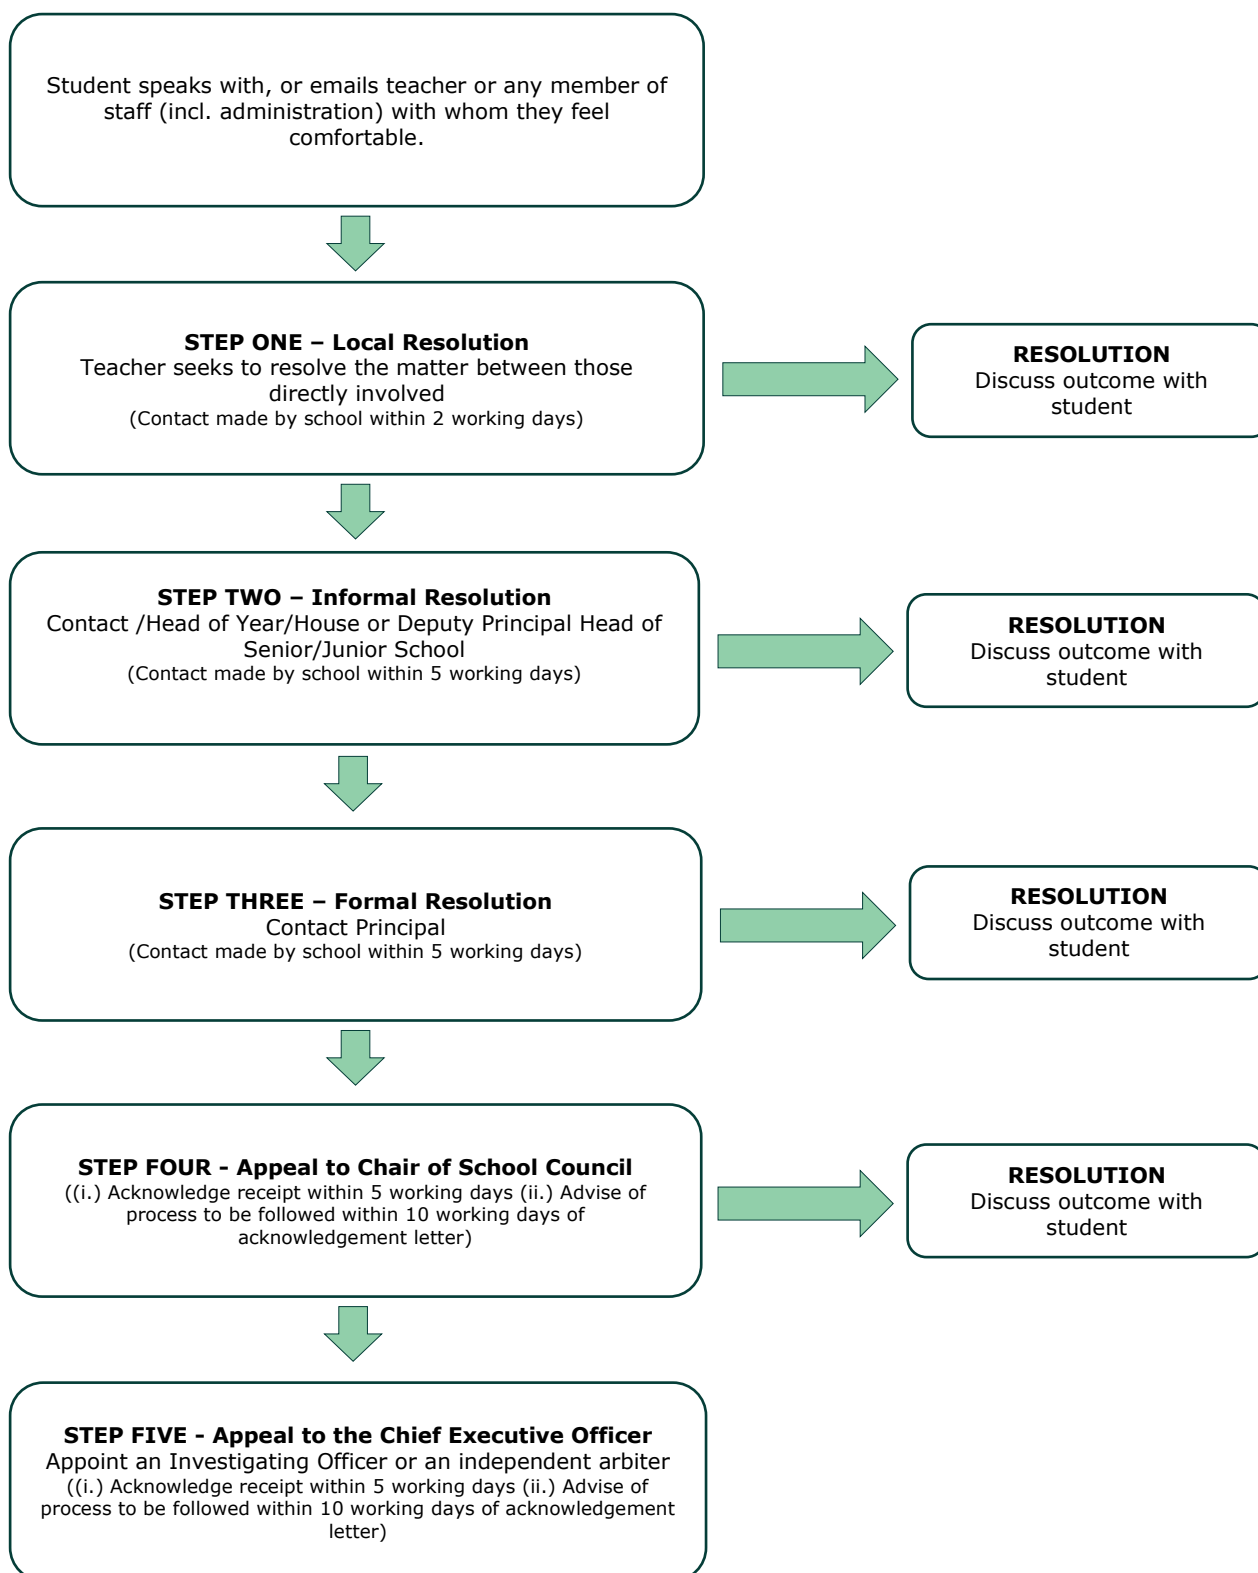 Student speaks with, or emails teacher or any member of
staff (incl. administration) with whom they feel
comfortable.
STEP ONE – Local Resolution
Teacher seeks to resolve the matter between those
directly involved
(Contact made by school within 2 working days)
RESOLUTION
Discuss outcome with
student
STEP TWO – Informal Resolution
Contact /Head of Year/House or Deputy Principal Head of
Senior/Junior School
(Contact made by school within 5 working days)
RESOLUTION
Discuss outcome with
student
STEP THREE – Formal Resolution
Contact Principal
(Contact made by school within 5 working days)
RESOLUTION
Discuss outcome with
student
STEP FOUR - Appeal to Chair of School Council
((i.) Acknowledge receipt within 5 working days (ii.) Advise of
process to be followed within 10 working days of
acknowledgement letter)
RESOLUTION
Discuss outcome with
student
STEP FIVE - Appeal to the Chief Executive Officer
Appoint an Investigating Officer or an independent arbiter
((i.) Acknowledge receipt within 5 working days (ii.) Advise of
process to be followed within 10 working days of acknowledgement
letter)